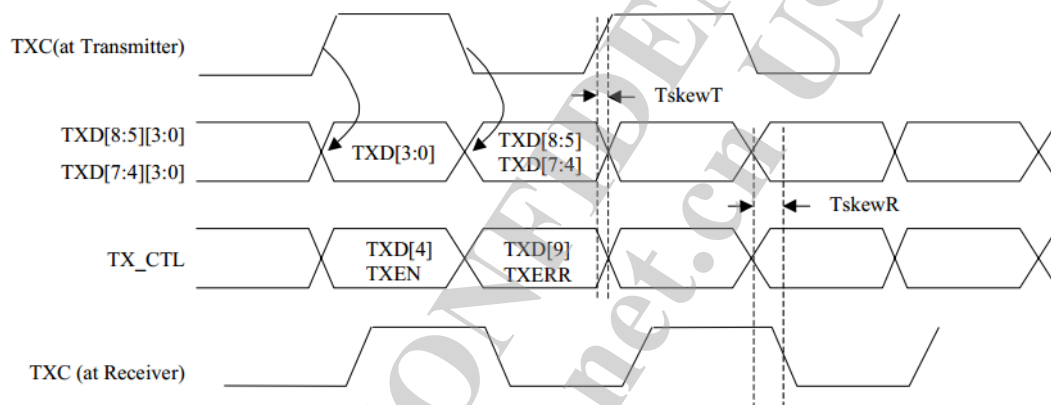 TXC(at Transmitter)
TskewT
TXD[8:5][3:0]
TXD[7:4][3:0]
TXD[3:0]
TXD[8:5]
TXD[7:4]
TskewR
TX_CTL
TXD[4]
TXEN
TXD[9]
TXERR
TXC (at Receiver)